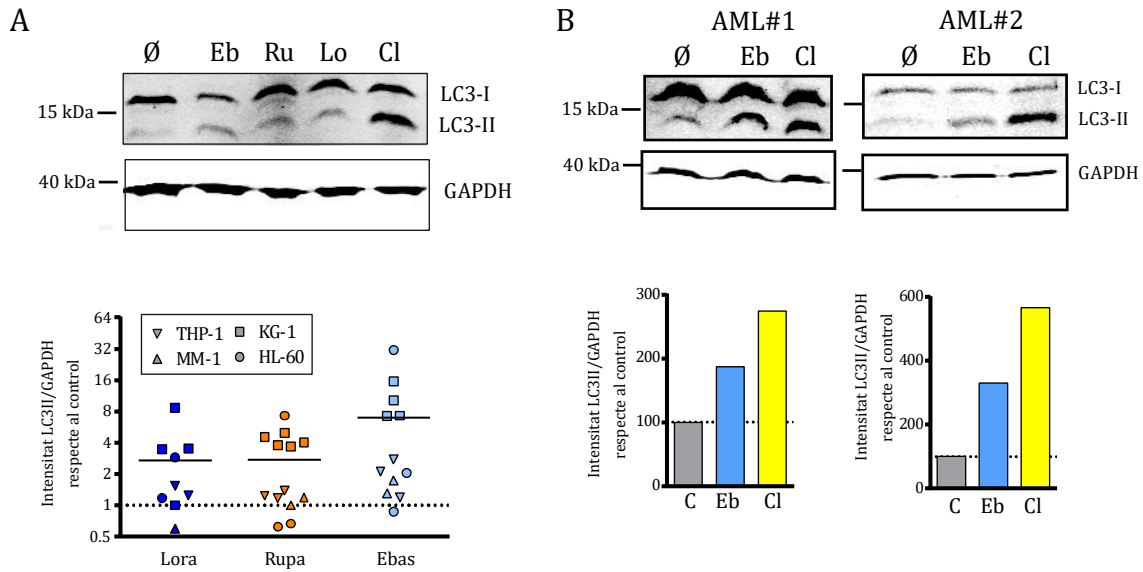 A
Ø Eb Ru Lo Cl
15 kDa
LC3-I
LC3-II
40 kDa
GAPDH
Intensitat LC3II/GAPDH
respecte al control
64
32
16
8
4
2
1
0.5
THP-1 KG-1
MM-1 HL-60
Lora Rupa Ebas
B
AML#1 AML#2
Ø Eb Cl Ø Eb Cl
15 kDa
LC3-I
LC3-II
40 kDa
GAPDH
Intensitat LC3II/GAPDH
respecte al control
300
200
100
0
C Eb Cl
Intensitat LC3II/GAPDH
respecte al control
600
400
200
0
C Eb Cl